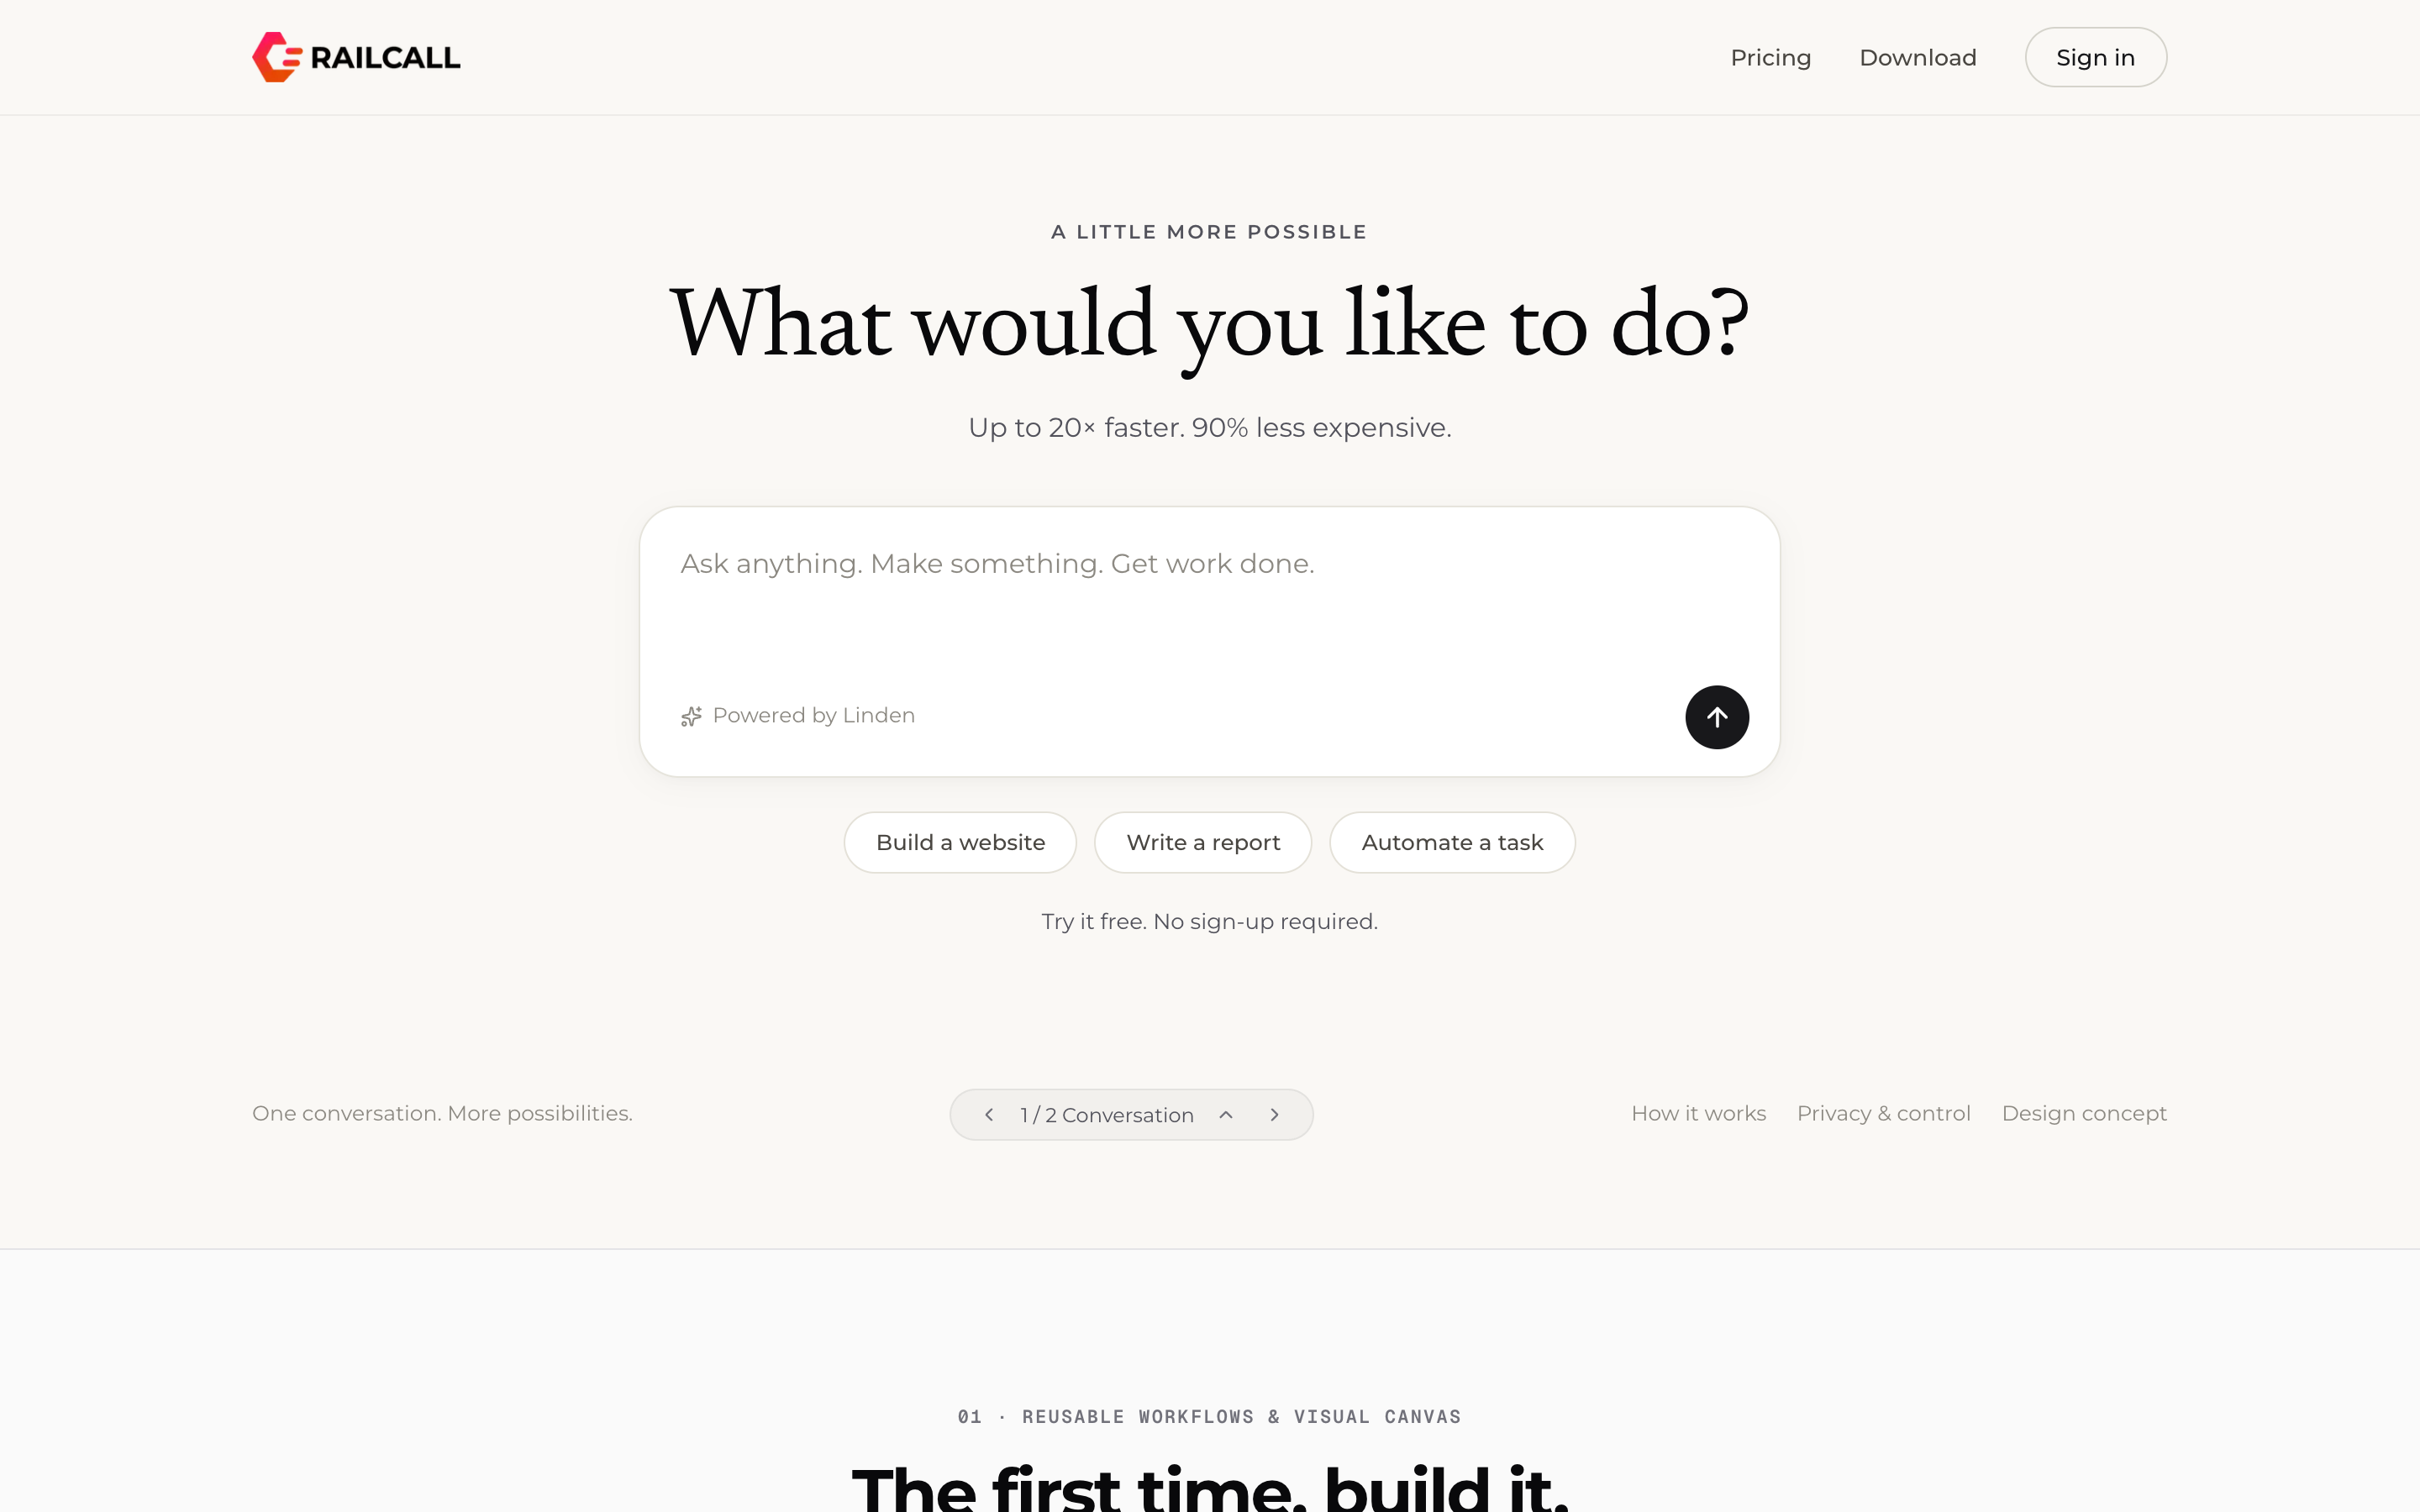 RAILCALL
Pricing
Download
Sign in
A LITTLE MORE POSSIBLE
What would you like to do?
Up to 20× faster. 90% less expensive.
Ask anything. Make something. Get work done.
Powered by Linden
Build a website
Write a report
Automate a task
Try it free. No sign-up required.
One conversation. More possibilities.
1 / 2 Conversation
How it works
Privacy & control
Design concept
01 · REUSABLE WORKFLOWS & VISUAL CANVAS
The first time, build it.